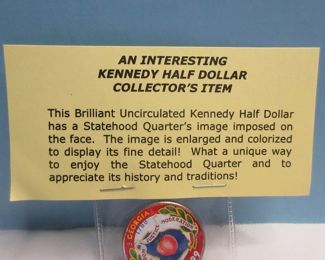 AN INTERESTING
KENNEDY HALF DOLLAR
COLLECTOR'S ITEM
This Brilliant Uncirculated Kennedy Half Dollar
has a Statehood Quarter's image imposed on
the face. The image is enlarged and colorized
to display its fine detail! What a unique way
to enjoy the Statehood Quarter and to
appreciate its history and traditions!
GEORGIA
1788